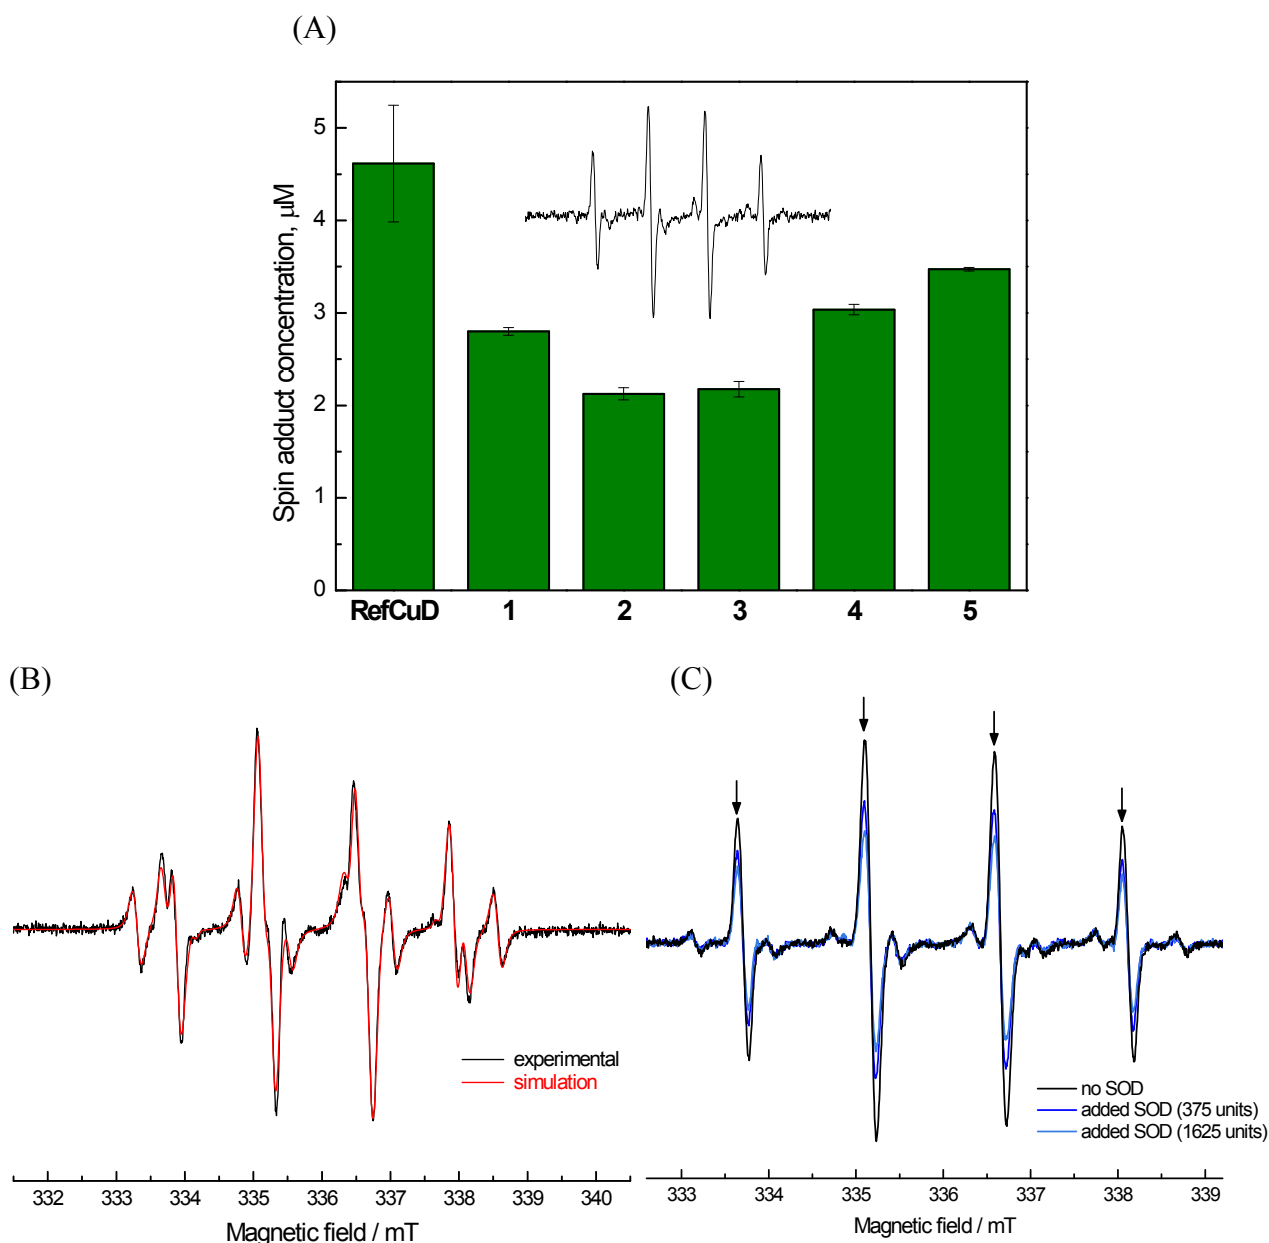 (A)
Spin adduct concentration, µM
5
4
3
2
1
0
RefCuD 1 2 3 4 5
(B)
experimental
simulation
332 333 334 335 336 337 338 339 340
Magnetic field / mT
(C)
no SOD
added SOD (375 units)
added SOD (1625 units)
333 334 335 336 337 338 339
Magnetic field / mT